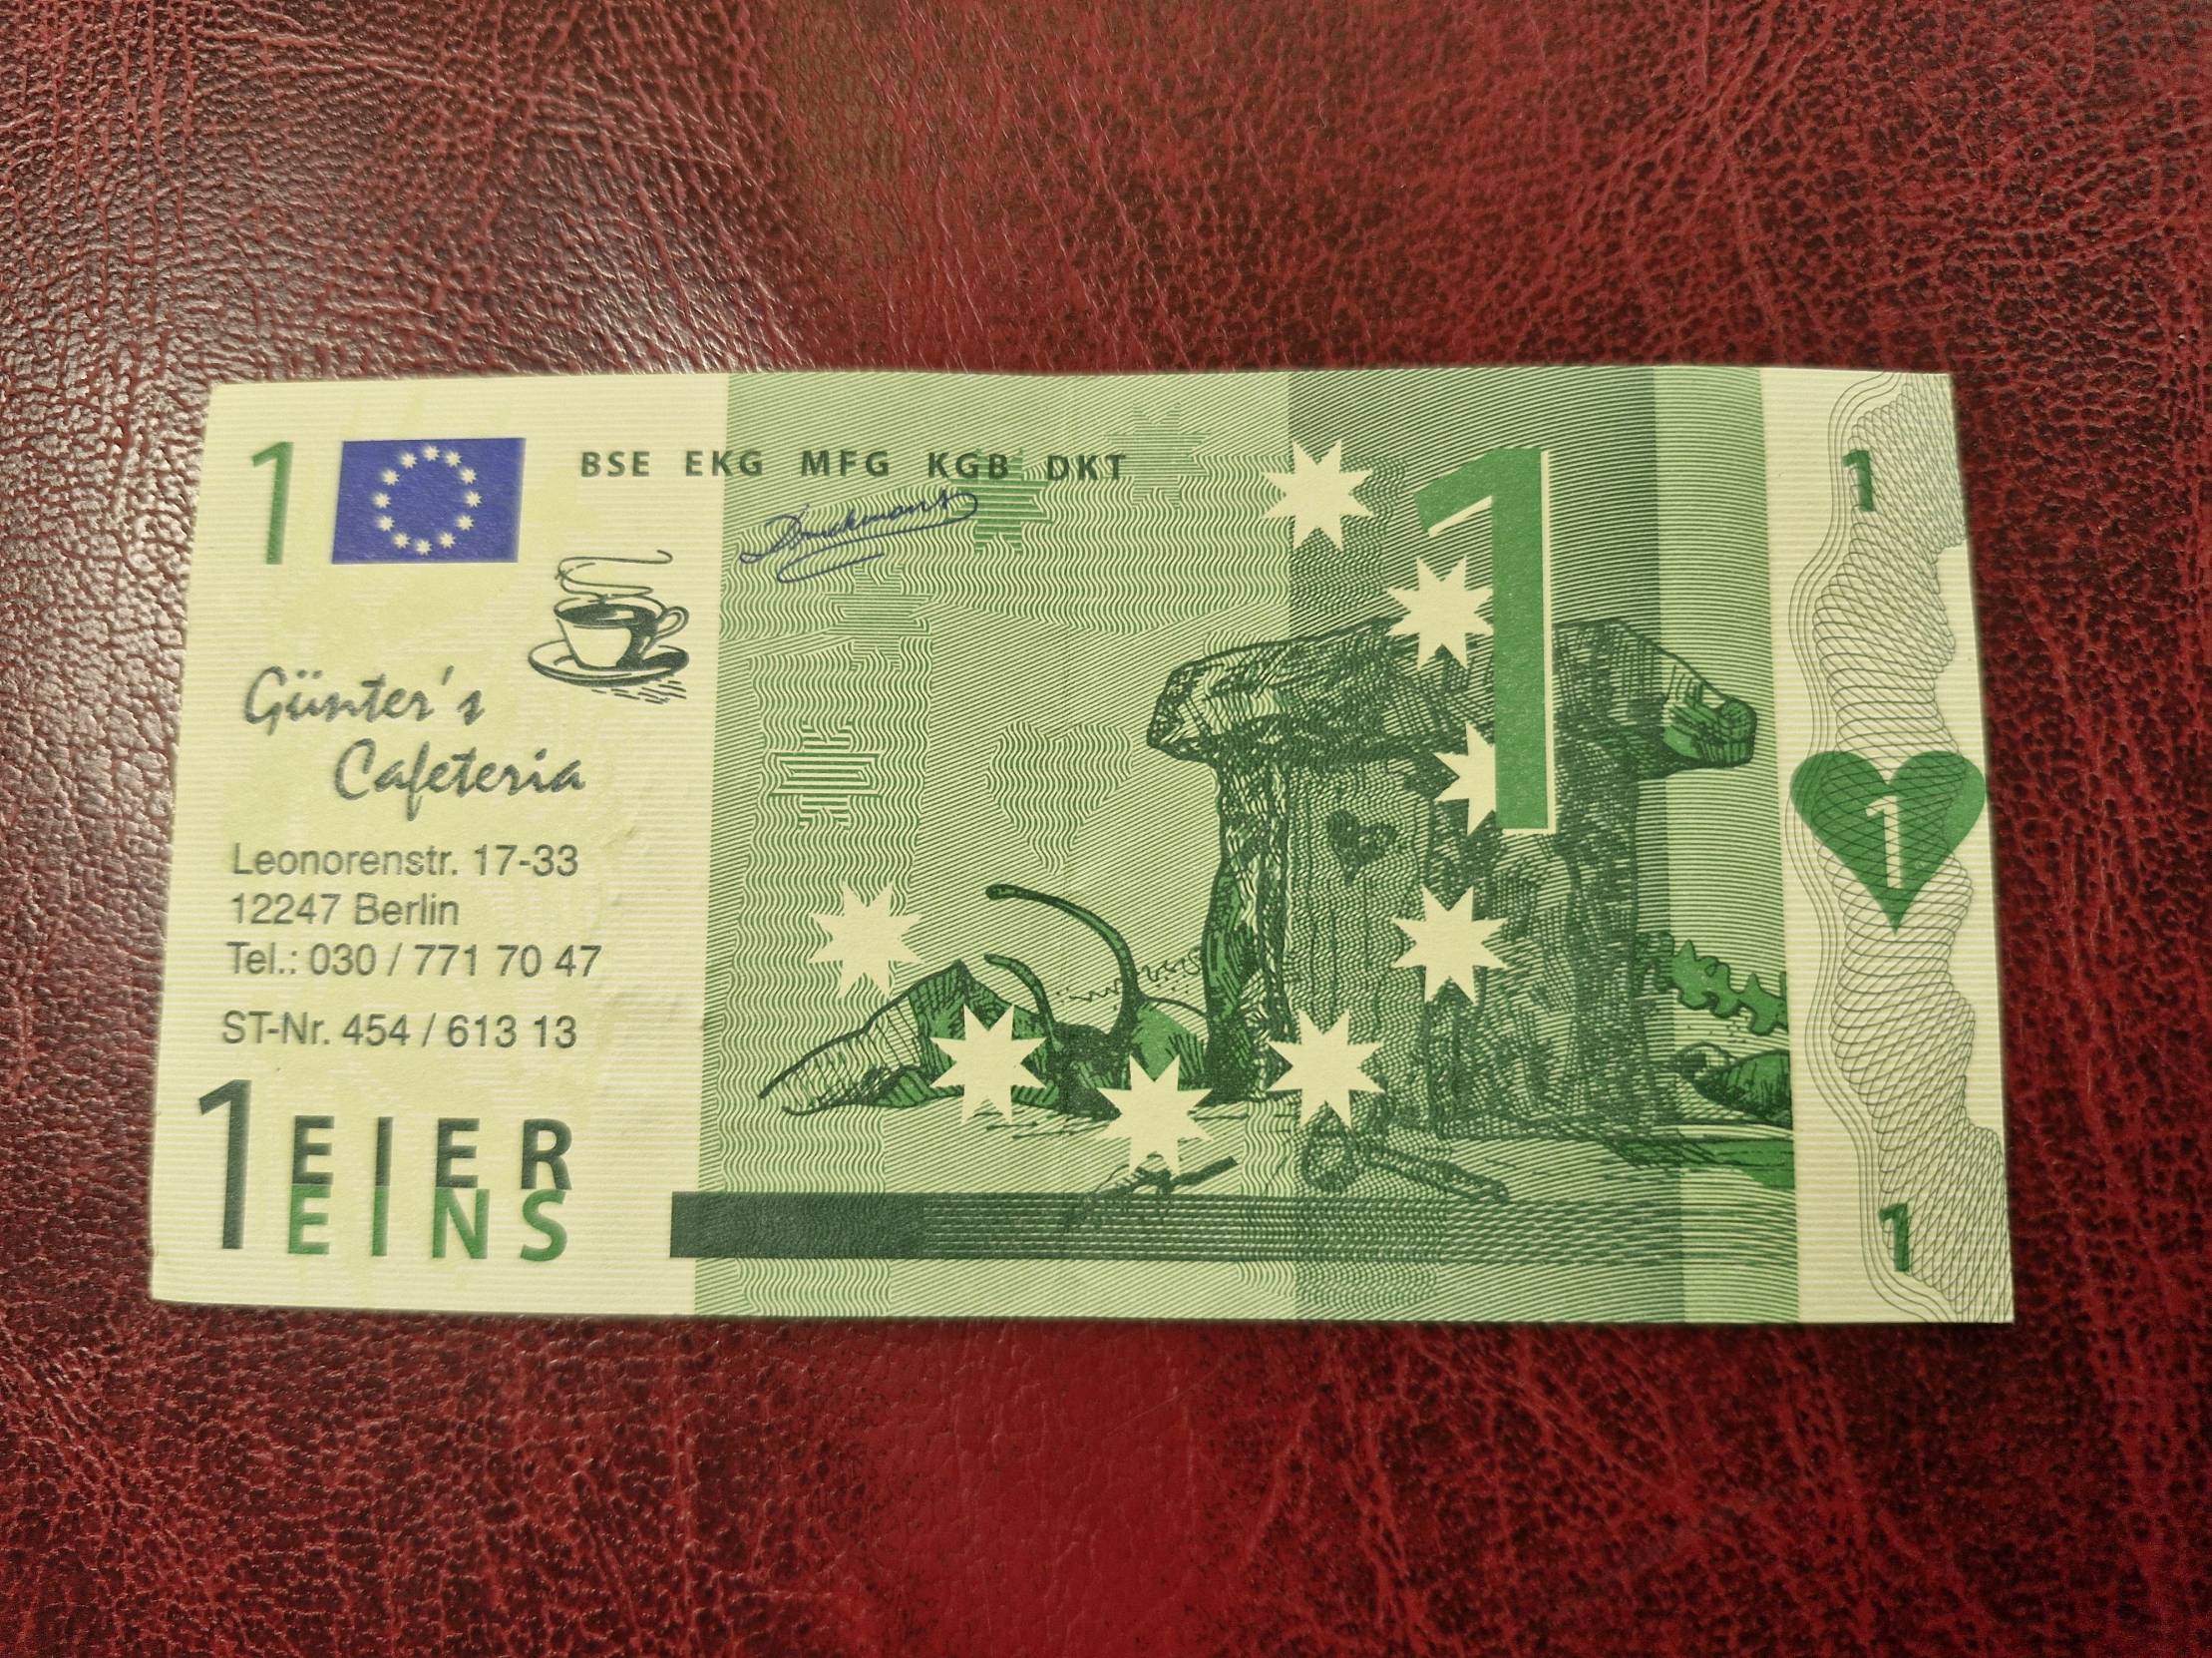 1
BSE EKG MFG KGB DKT
Günter's
Cafeteria
Leonorenstr. 17-33
12247 Berlin
Tel.: 030 / 771 70 47
ST-Nr. 454 / 613 13
1 EIER
EINS
1
1
1
1